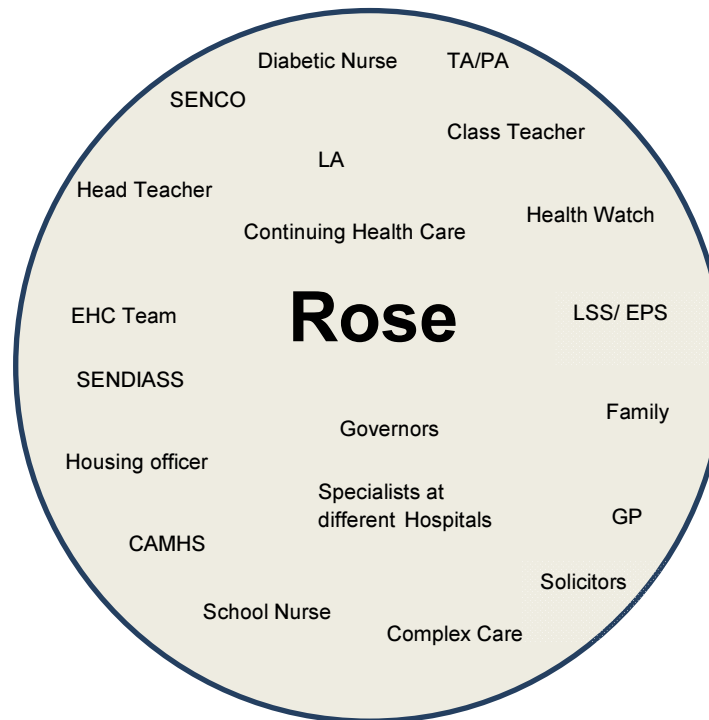 Diabetic Nurse
TA/PA
SENCO
Class Teacher
LA
Head Teacher
Health Watch
Continuing Health Care
Rose
EHC Team
LSS/ EPS
SENDIASS
Family
Governors
Housing officer
Specialists at
different Hospitals
GP
CAMHS
Solicitors
School Nurse
Complex Care